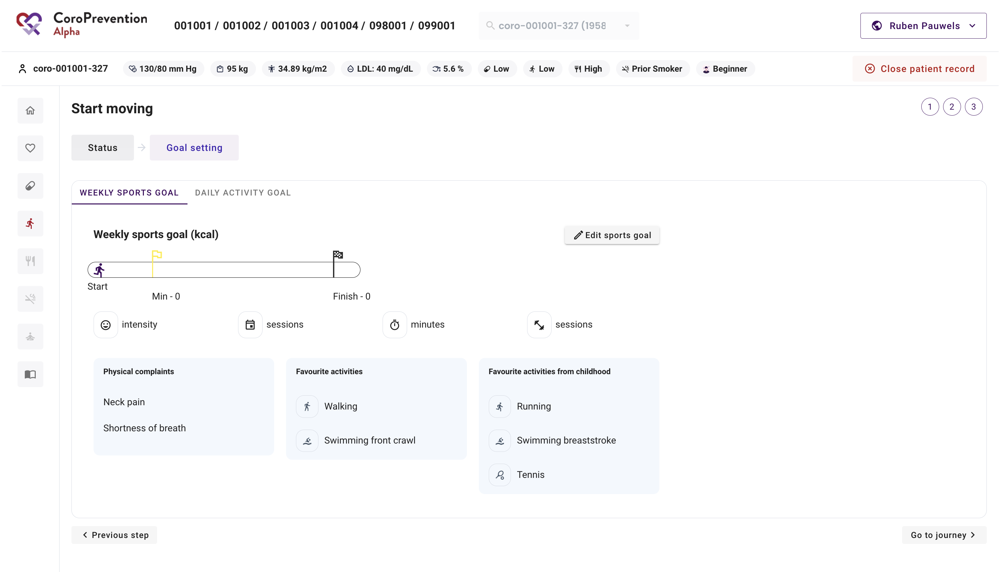 CoroPrevention
Alpha
001001 / 001002 / 001003 / 001004 / 098001 / 099001
coro-001001-327 (1958
Ruben Pauwels
coro-001001-327
130/80 mm Hg
95 kg
34.89 kg/m2
LDL: 40 mg/dL
5.6 %
Low
Low
High
Prior Smoker
Beginner
Close patient record
Start moving
1
2
3
Status
Goal setting
WEEKLY SPORTS GOAL
DAILY ACTIVITY GOAL
Weekly sports goal (kcal)
Edit sports goal
Start
Min - 0
Finish - 0
intensity
sessions
minutes
sessions
Physical complaints
Neck pain
Shortness of breath
Favourite activities
Walking
Swimming front crawl
Favourite activities from childhood
Running
Swimming breaststroke
Tennis
Previous step
Go to journey